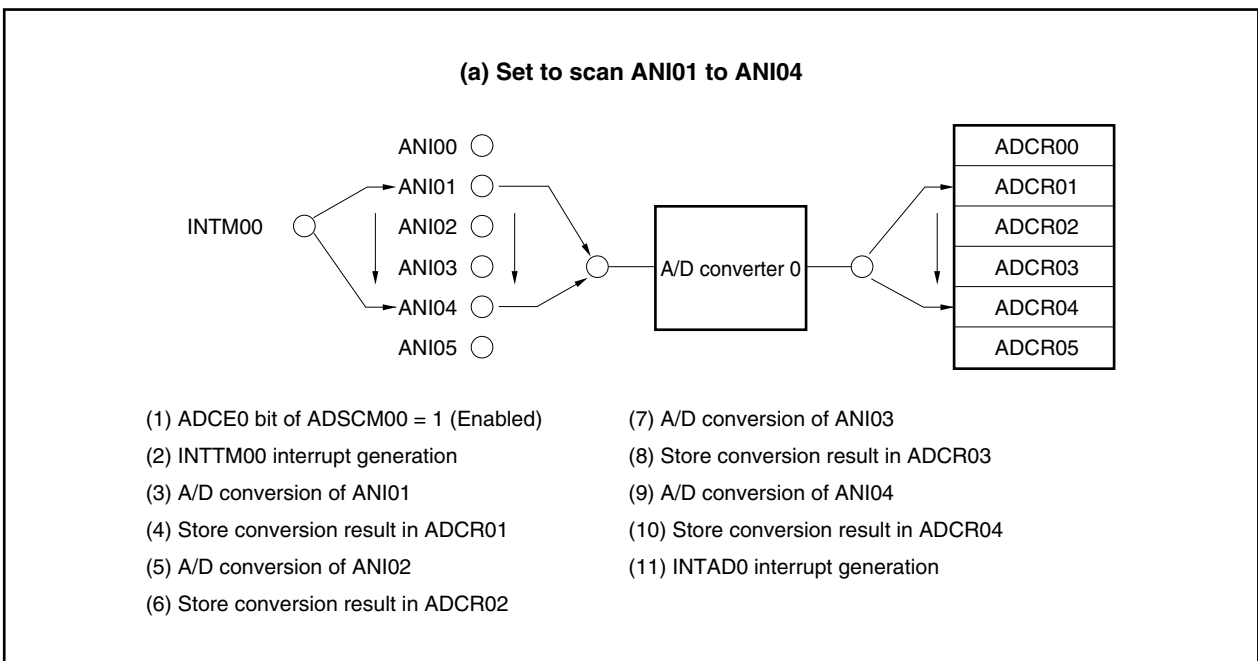 (a) Set to scan ANI01 to ANI04
INTM00
ANI00
ANI01
ANI02
ANI03
ANI04
ANI05
A/D converter 0
ADCR00
ADCR01
ADCR02
ADCR03
ADCR04
ADCR05
(1) ADCE0 bit of ADSCM00 = 1 (Enabled)
(2) INTTM00 interrupt generation
(3) A/D conversion of ANI01
(4) Store conversion result in ADCR01
(5) A/D conversion of ANI02
(6) Store conversion result in ADCR02
(7) A/D conversion of ANI03
(8) Store conversion result in ADCR03
(9) A/D conversion of ANI04
(10) Store conversion result in ADCR04
(11) INTAD0 interrupt generation